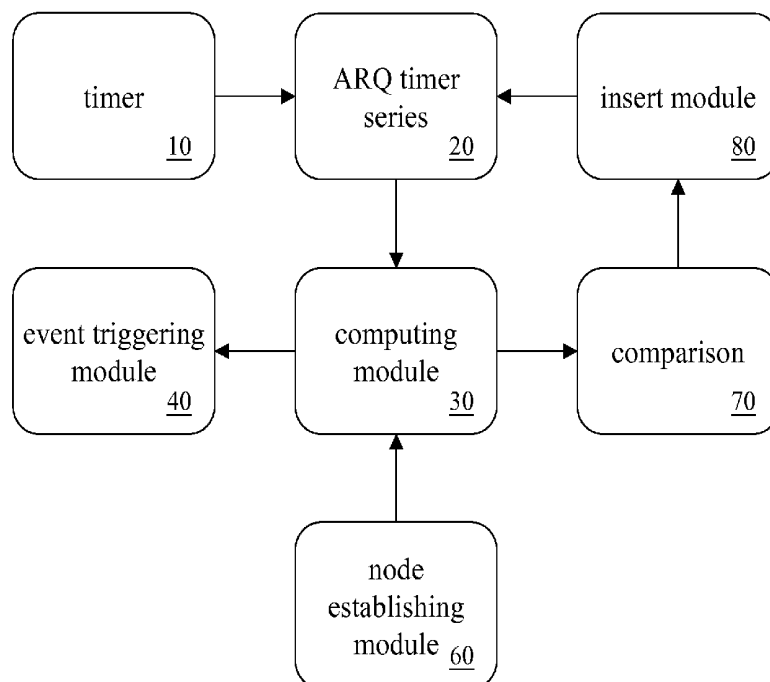 timer
10
ARQ timer
series
20
insert module
80
event triggering
module
40
computing
module
30
comparison
70
node
establishing
module
60